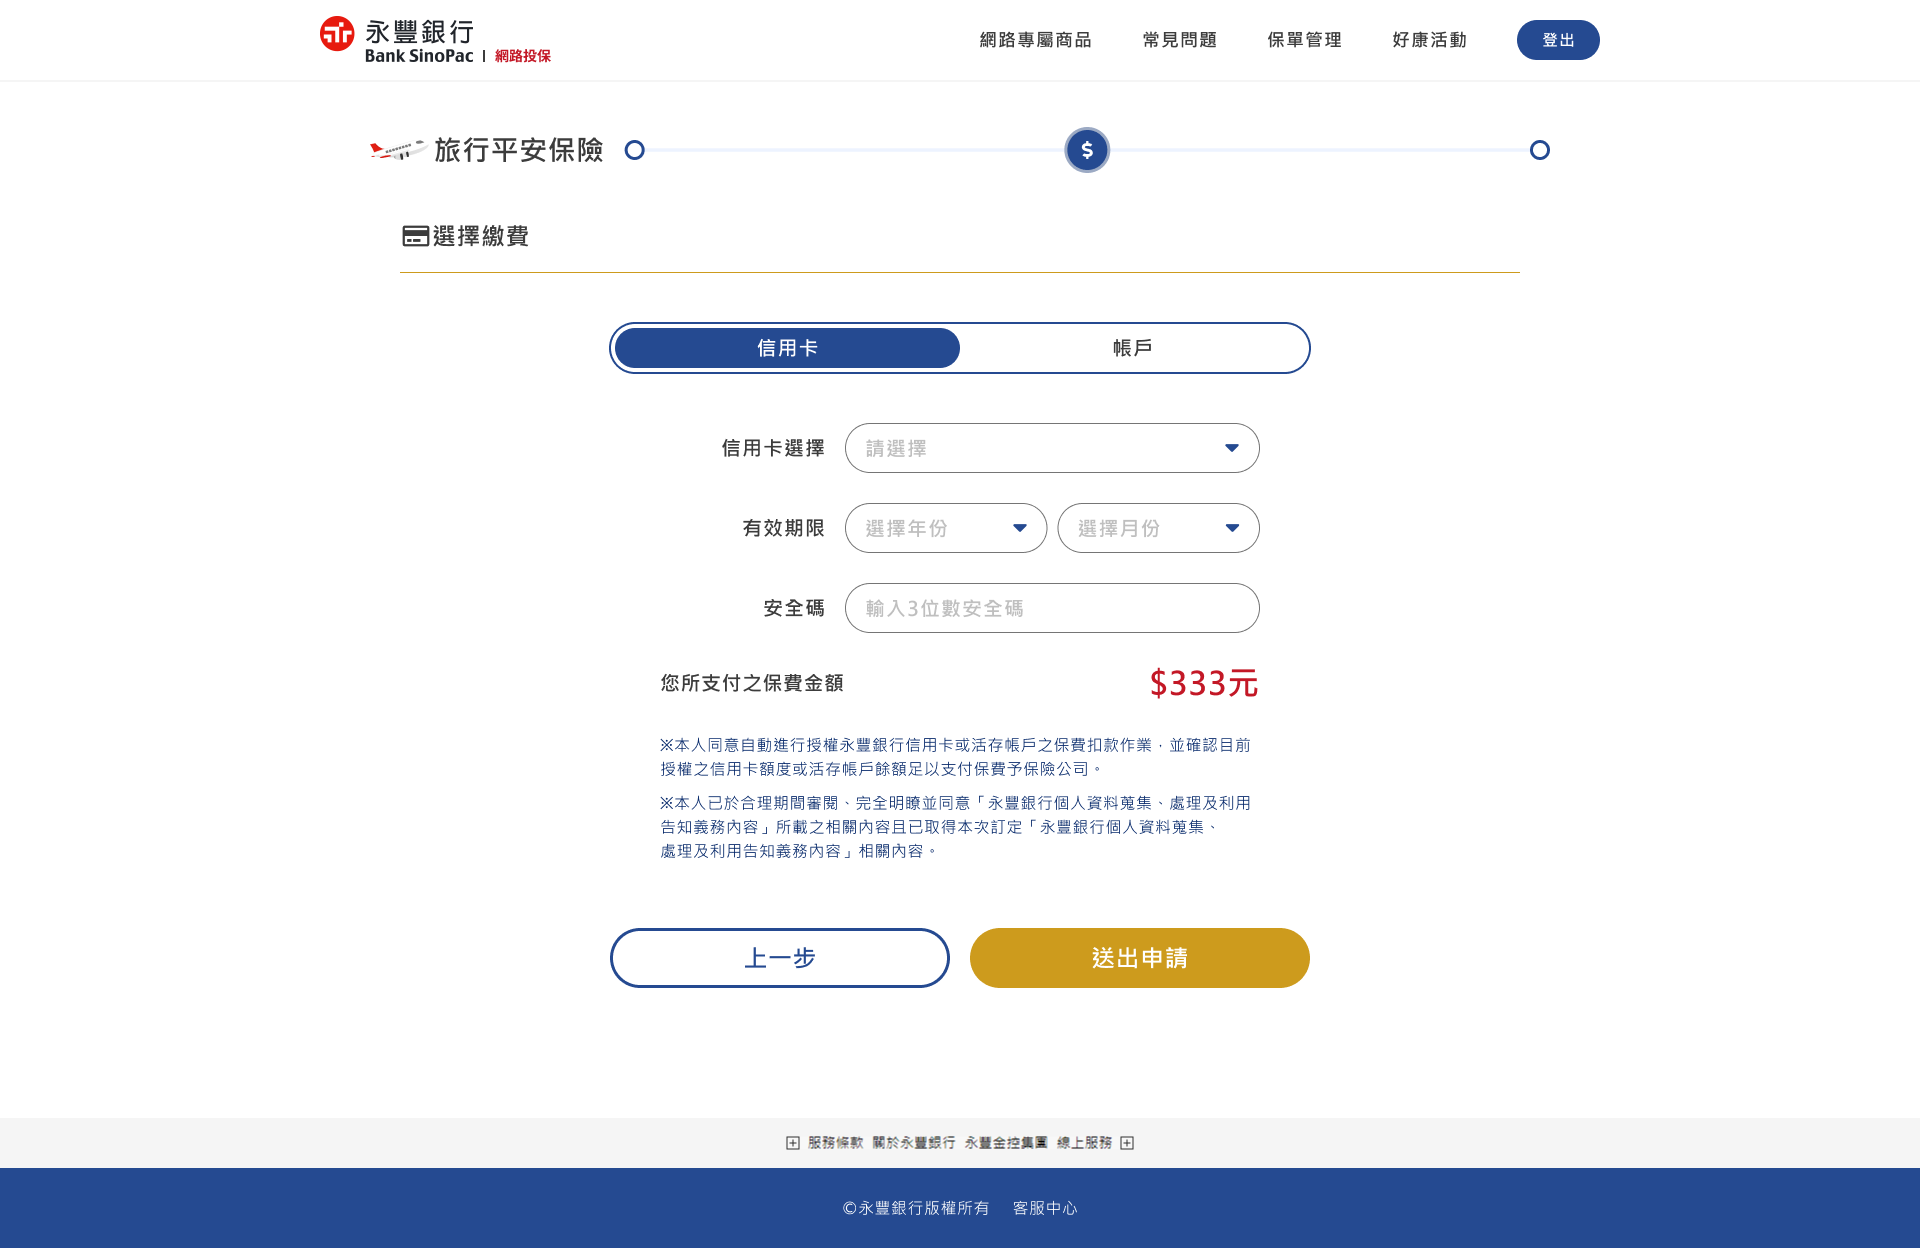 永豐銀行
Bank SinoPac | 網路投保
網路專屬商品 常見問題 保單管理 好康活動 登出
旅行平安保險
$
選擇繳費
信用卡 帳戶
信用卡選擇 請選擇
有效期限 選擇年份 選擇月份
安全碼 輸入3位數安全碼
您所支付之保費金額 $333元
※本人同意自動進行授權永豐銀行信用卡或活存帳戶之保費扣款作業，並確認目前
授權之信用卡額度或活存帳戶餘額足以支付保費予保險公司。
※本人已於合理期間審閱、完全明瞭並同意「永豐銀行個人資料蒐集、處理及利用
告知義務內容」所載之相關內容且已取得本次訂定「永豐銀行個人資料蒐集、
處理及利用告知義務內容」相關內容。
上一步 送出申請
服務條款 關於永豐銀行 永豐金控集團 線上服務
©永豐銀行版權所有 客服中心